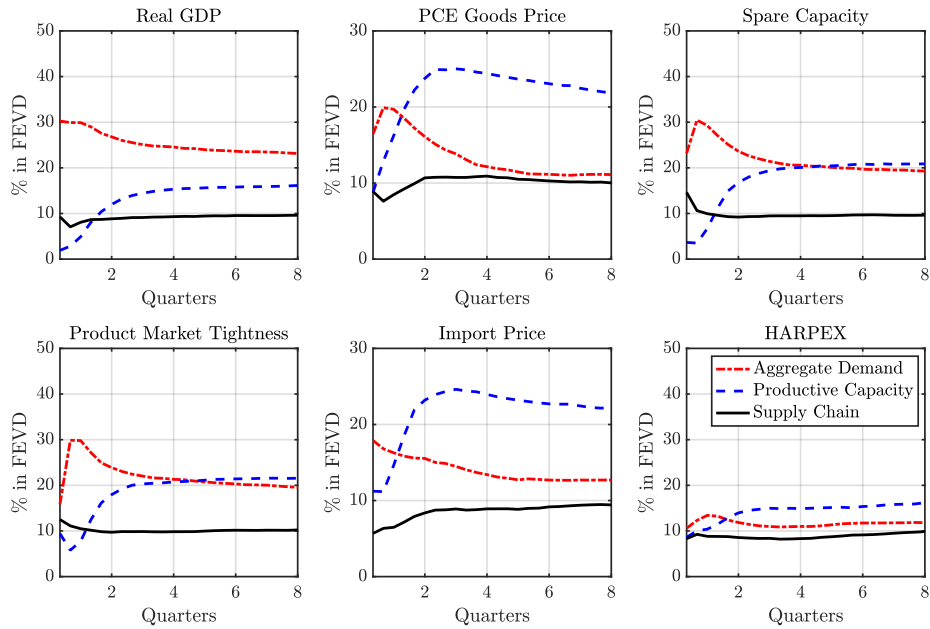 Real GDP
% in FEVD
50
40
30
20
10
0
2 4 6 8
Quarters
PCE Goods Price
% in FEVD
30
20
10
0
2 4 6 8
Quarters
Spare Capacity
% in FEVD
50
40
30
20
10
0
2 4 6 8
Quarters
Product Market Tightness
% in FEVD
50
40
30
20
10
0
2 4 6 8
Quarters
Import Price
% in FEVD
30
20
10
0
2 4 6 8
Quarters
HARPEX
% in FEVD
50
40
30
20
10
0
Aggregate Demand
Productive Capacity
Supply Chain
2 4 6 8
Quarters